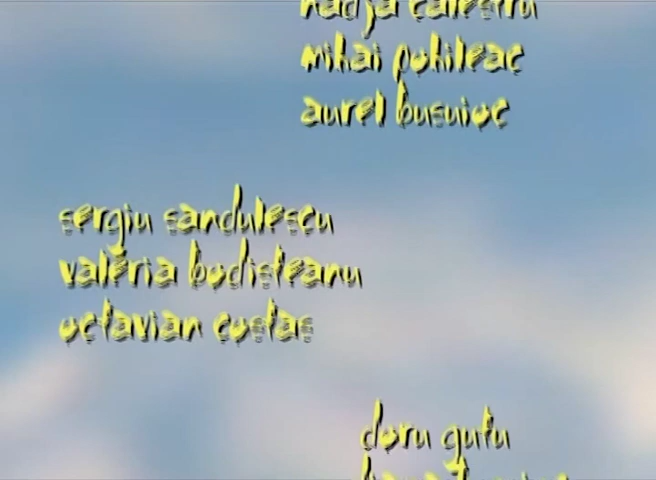 mihai pohileac
aurel busuioc
sergiu sandulescu
valeria bodisteanu
octavian costas
doru gutu